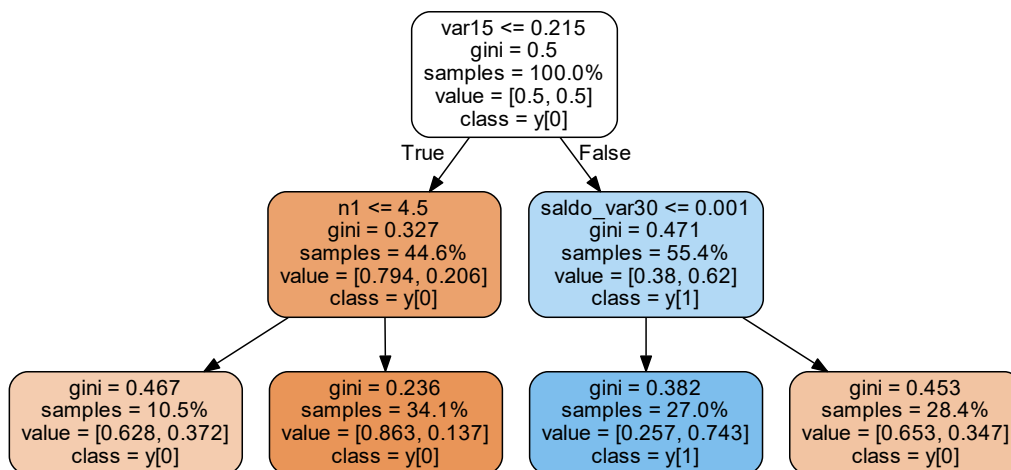 var15 <= 0.215
gini = 0.5
samples = 100.0%
value = [0.5, 0.5]
class = y[0]
True
False
n1 <= 4.5
gini = 0.327
samples = 44.6%
value = [0.794, 0.206]
class = y[0]
saldo_var30 <= 0.001
gini = 0.471
samples = 55.4%
value = [0.38, 0.62]
class = y[1]
gini = 0.467
samples = 10.5%
value = [0.628, 0.372]
class = y[0]
gini = 0.236
samples = 34.1%
value = [0.863, 0.137]
class = y[0]
gini = 0.382
samples = 27.0%
value = [0.257, 0.743]
class = y[1]
gini = 0.453
samples = 28.4%
value = [0.653, 0.347]
class = y[0]